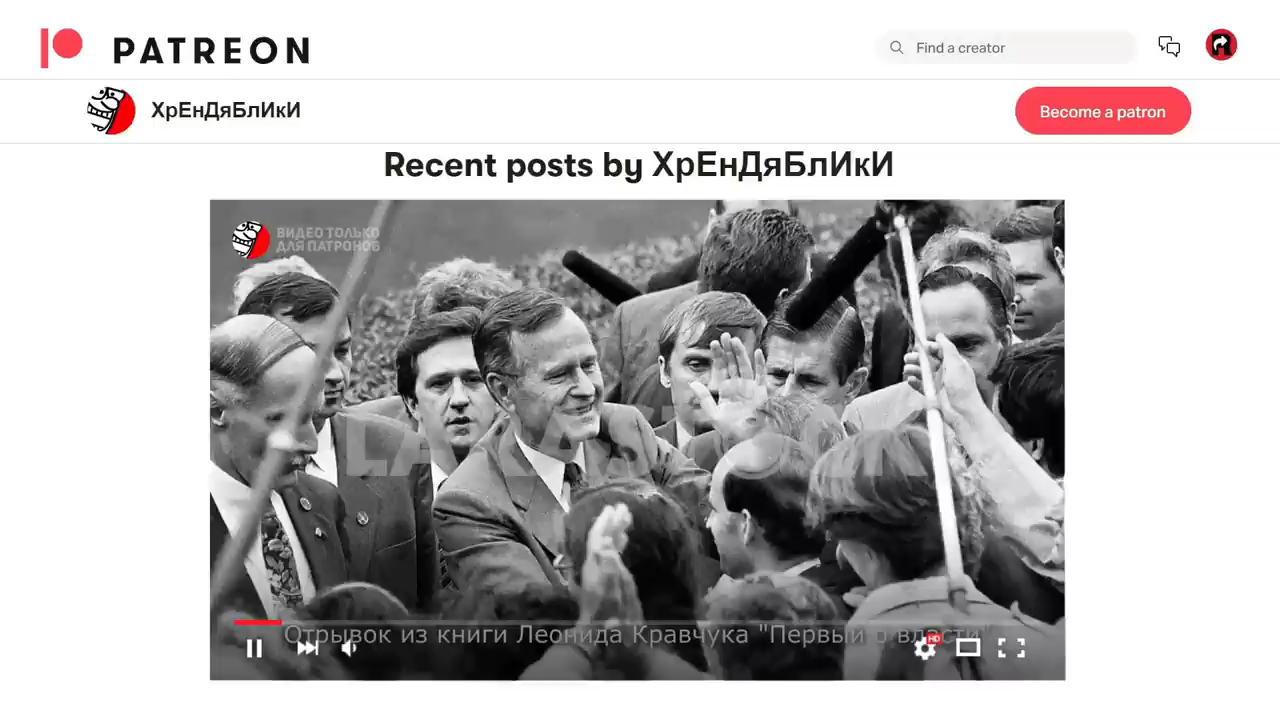 PATREON
Find a creator
ХрЕнДяБлИкИ
Become a patron
Recent posts by ХрЕнДяБлИкИ
ВИДЕО ТОЛЬКО
ДЛЯ ПАТРОНОВ
Отрывок из книги Леонида Кравчука "Первый о власти"
HD